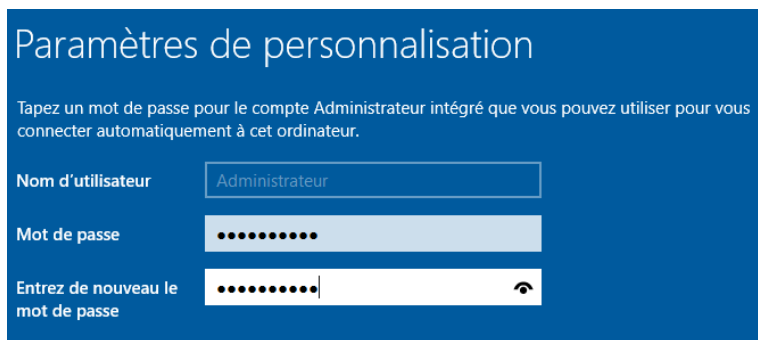 Paramètres de personnalisation
Tapez un mot de passe pour le compte Administrateur intégré que vous pouvez utiliser pour vous
connecter automatiquement à cet ordinateur.
Nom d'utilisateur
Administrateur
Mot de passe
●●●●●●●●●●
Entrez de nouveau le
mot de passe
●●●●●●●●●●